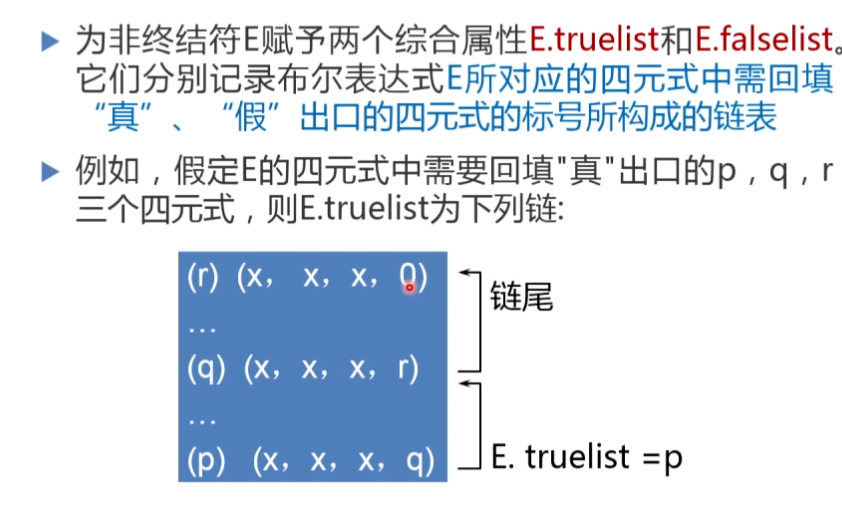 为非终结符E赋予两个综合属性E.truelist和E.falselist。
它们分别记录布尔表达式E所对应的四元式中需回填
“真”、“假”出口的四元式的标号所构成的链表
例如，假定E的四元式中需要回填"真"出口的p，q，r
三个四元式，则E.truelist为下列链:
(r) (x, x, x, 0)
链尾
...
(q) (x, x, x, r)
...
(p) (x, x, x, q)
E. truelist =p